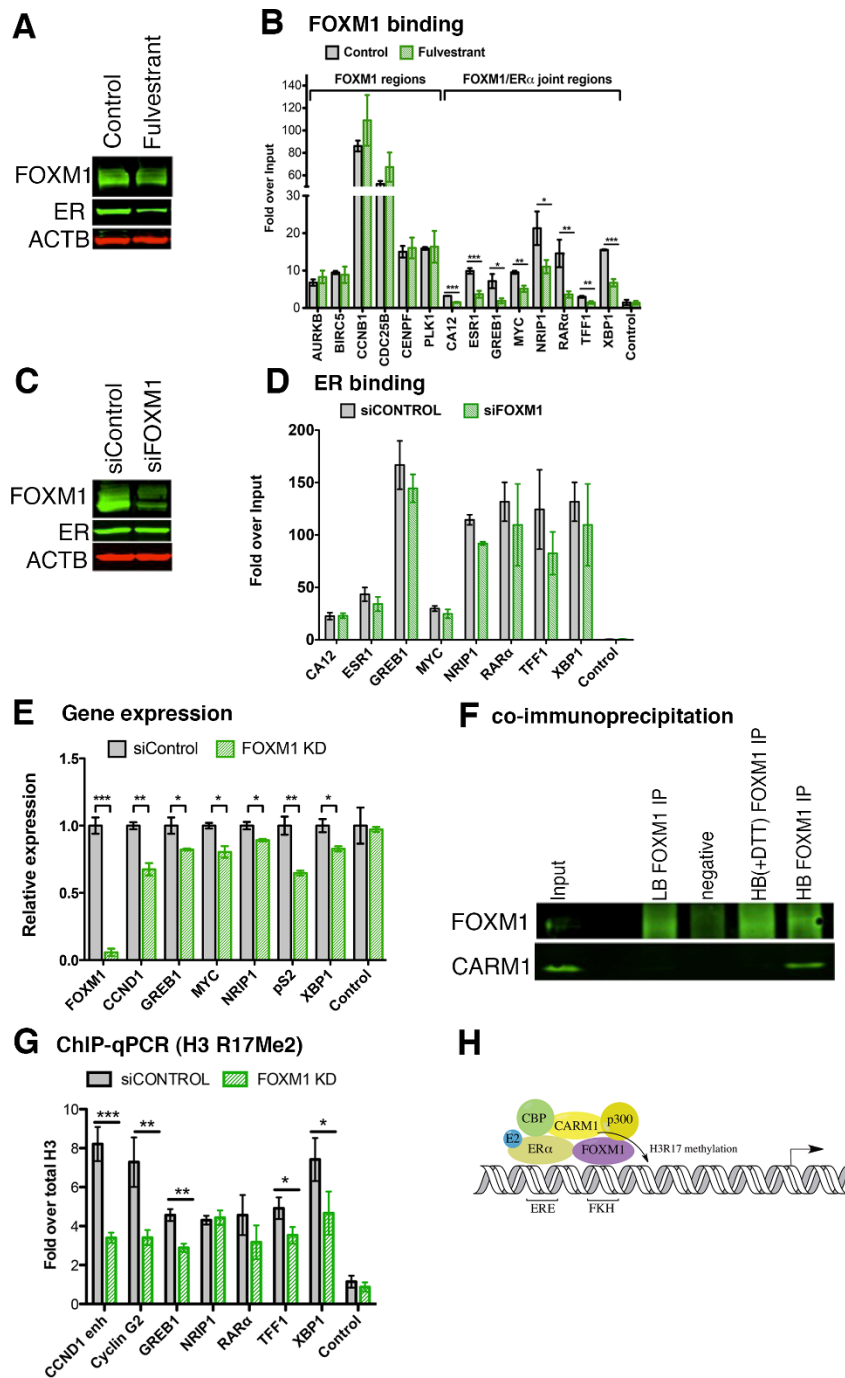 A
Control
Fulvestrant
FOXM1
ER
ACTB
B FOXM1 binding
Control Fulvestrant
FOXM1 regions FOXM1/ERα joint regions
Fold over Input
140
120
100
80
60
30
20
10
0
*** * ** * ** ** ***
AURKB BIRC5 CCNB1 CDC25B CENPF PLK1 CA12 ESR1 GREB1 MYC NRIP1 RARα TFF1 XBP1 Control
C
siControl
siFOXM1
FOXM1
ER
ACTB
D ER binding
siCONTROL siFOXM1
Fold over Input
200
150
100
50
0
CA12 ESR1 GREB1 MYC NRIP1 RARα TFF1 XBP1 Control
E Gene expression
siControl FOXM1 KD
Relative expression
1.5
1.0
0.5
0.0
*** ** * * * ** *
FOXM1 CCND1 GREB1 MYC NRIP1 pS2 XBP1 Control
F co-immunoprecipitation
Input
LB FOXM1 IP
negative
HB(+DTT) FOXM1 IP
HB FOXM1 IP
FOXM1
CARM1
G ChIP-qPCR (H3 R17Me2)
siCONTROL FOXM1 KD
Fold over total H3
10
8
6
4
2
0
*** ** ** * *
CCND1 enh Cyclin G2 GREB1 NRIP1 RARα TFF1 XBP1 Control
H
CBP CARM1 p300
E2 ERα FOXM1 H3R17 methylation
ERE FKH